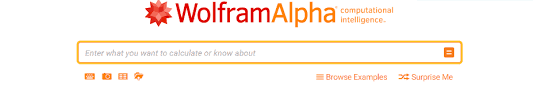 WolframAlpha computational intelligence.
Enter what you want to calculate or know about
Browse Examples Surprise Me